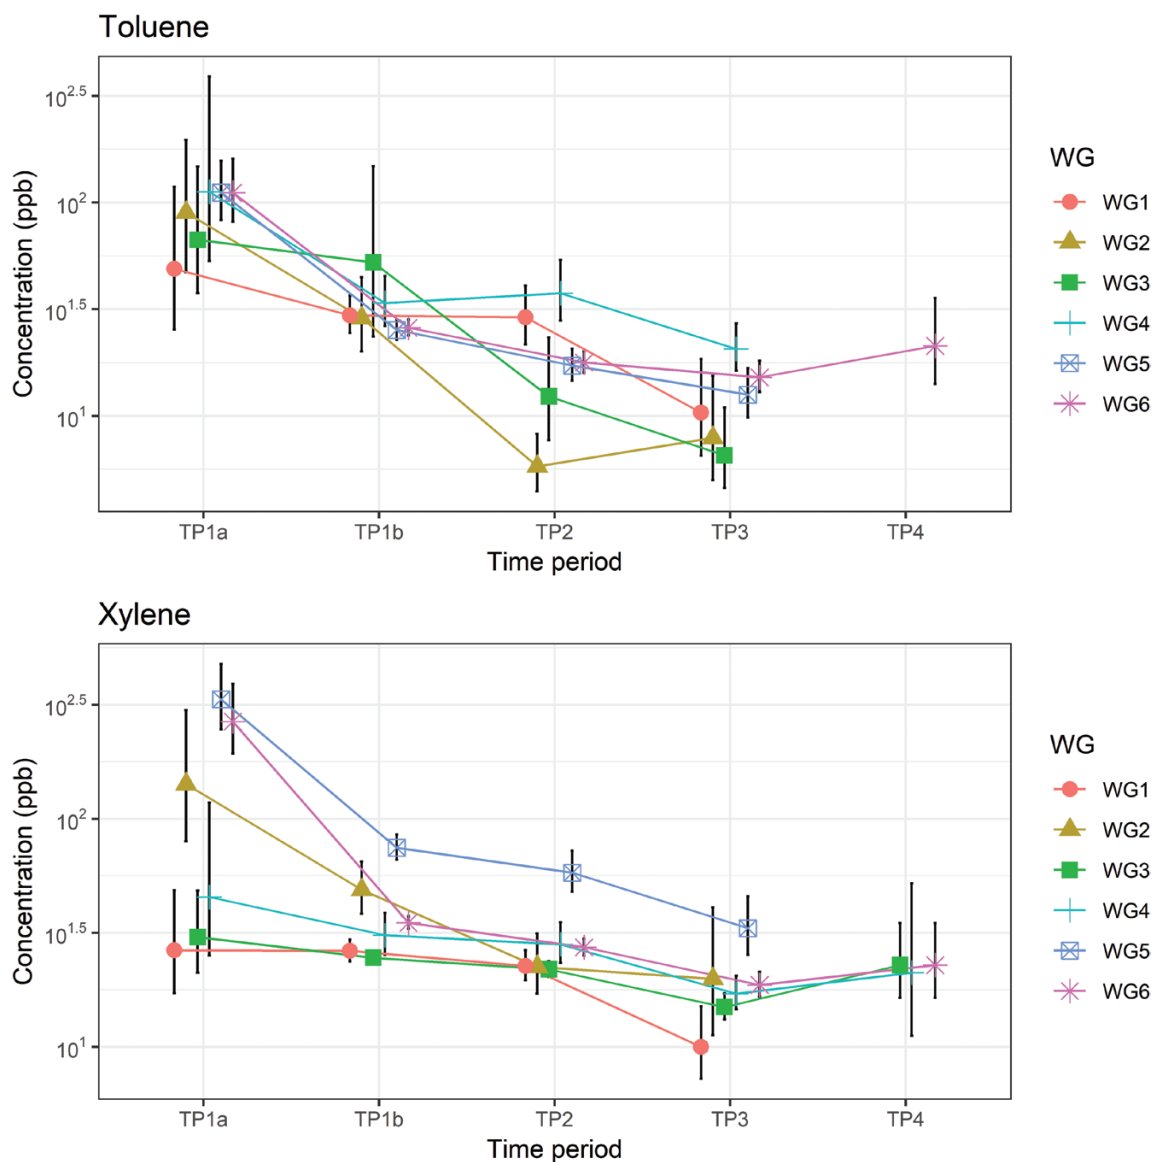 Toluene
10^2.5
10^2
10^1.5
10^1
Concentration (ppb)
TP1a TP1b TP2 TP3 TP4
Time period
WG
WG1
WG2
WG3
WG4
WG5
WG6
Xylene
10^2.5
10^2
10^1.5
10^1
Concentration (ppb)
TP1a TP1b TP2 TP3 TP4
Time period
WG
WG1
WG2
WG3
WG4
WG5
WG6